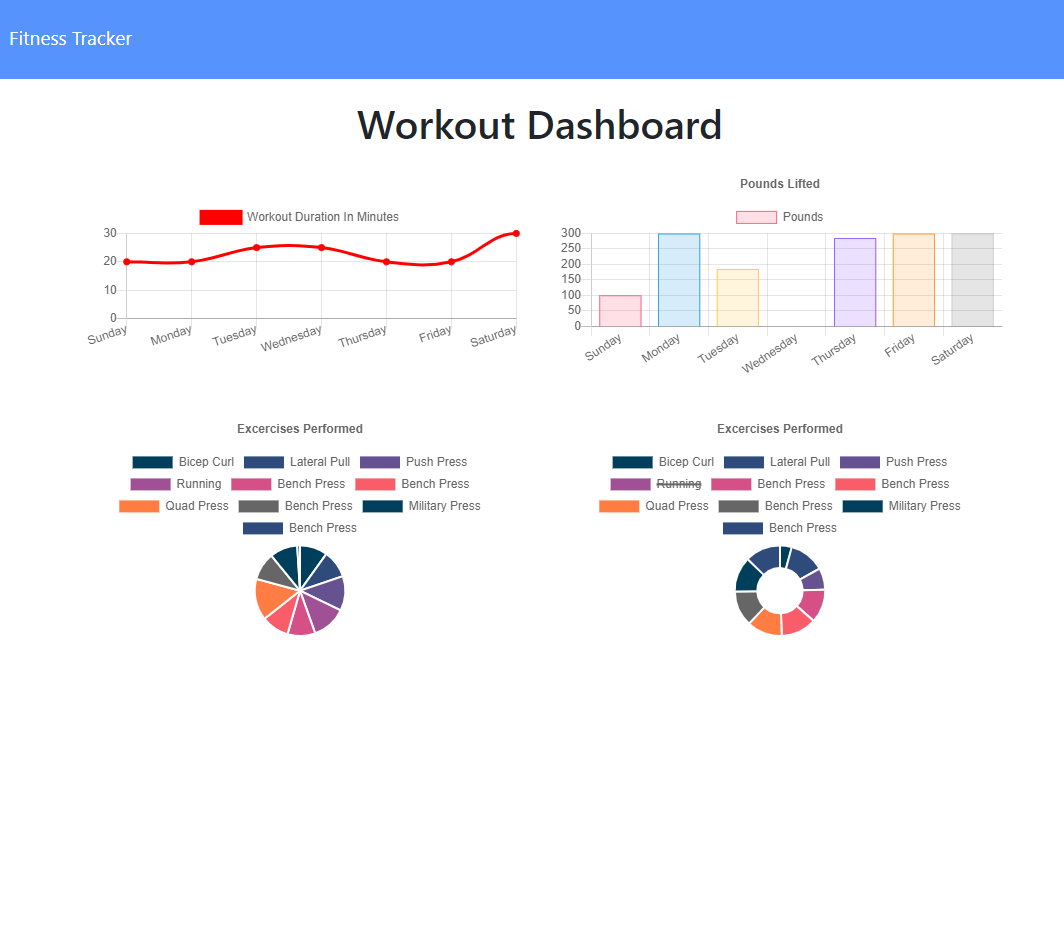 Fitness Tracker
Workout Dashboard
Workout Duration In Minutes
30
20
10
0
Sunday Monday Tuesday Wednesday Thursday Friday Saturday
Pounds Lifted
Pounds
300
250
200
150
100
50
0
Sunday Monday Tuesday Wednesday Thursday Friday Saturday
Excercises Performed
Bicep Curl Lateral Pull Push Press
Running Bench Press Bench Press
Quad Press Bench Press Military Press
Bench Press
Excercises Performed
Bicep Curl Lateral Pull Push Press
Running Bench Press Bench Press
Quad Press Bench Press Military Press
Bench Press